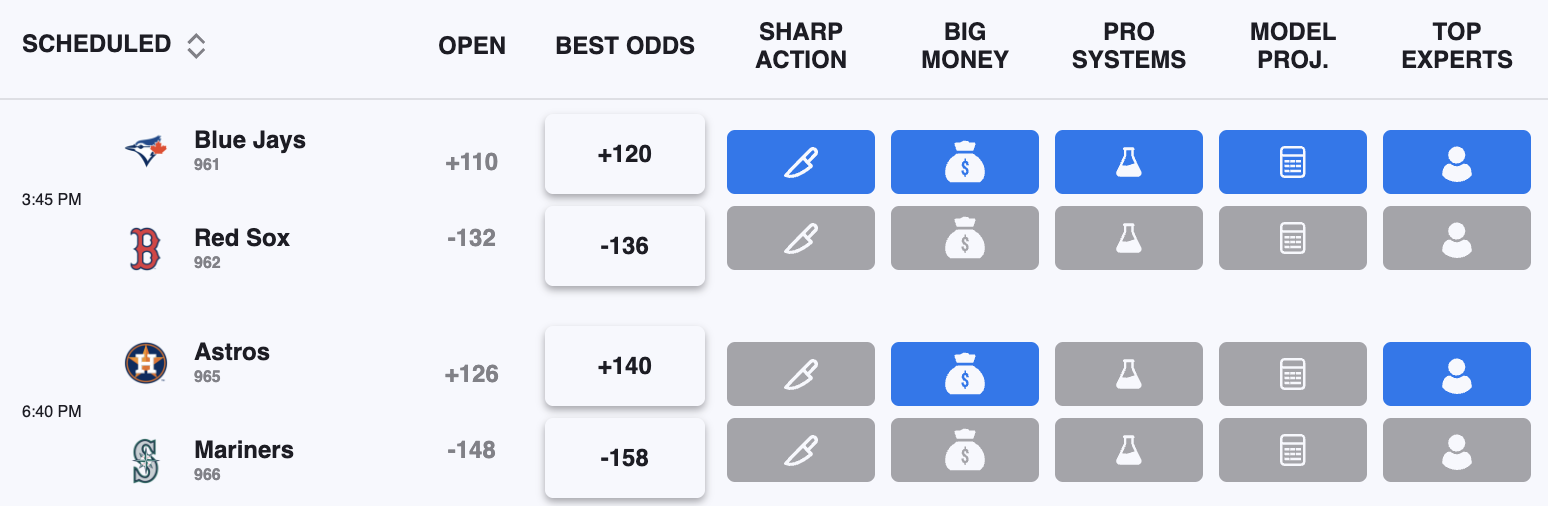 SCHEDULED OPEN BEST ODDS SHARP ACTION BIG MONEY PRO SYSTEMS MODEL PROJ. TOP EXPERTS
Blue Jays
961
+110 +120
3:45 PM
Red Sox
962
-132 -136
Astros
965
+126 +140
6:40 PM
Mariners
966
-148 -158